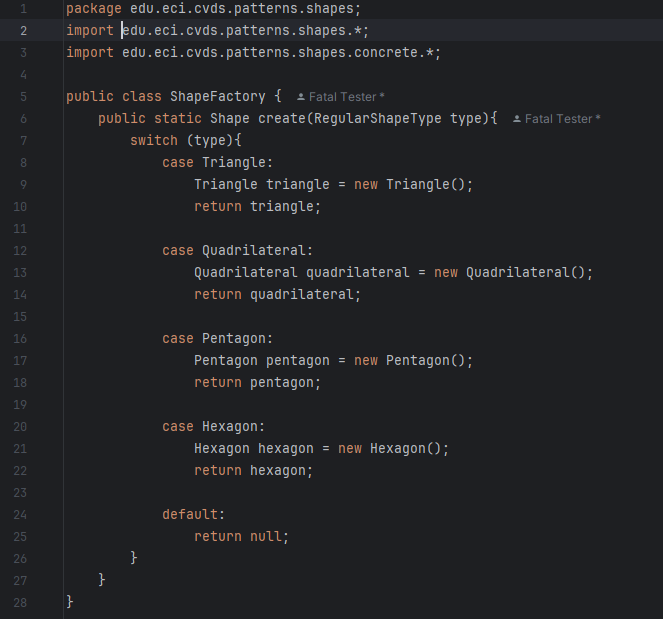 1 package edu.eci.cvds.patterns.shapes;
2 import edu.eci.cvds.patterns.shapes.*;
3 import edu.eci.cvds.patterns.shapes.concrete.*;
4
5 public class ShapeFactory { Fatal Tester *
6 public static Shape create(RegularShapeType type){ Fatal Tester *
7 switch (type){
8 case Triangle:
9 Triangle triangle = new Triangle();
10 return triangle;
11
12 case Quadrilateral:
13 Quadrilateral quadrilateral = new Quadrilateral();
14 return quadrilateral;
15
16 case Pentagon:
17 Pentagon pentagon = new Pentagon();
18 return pentagon;
19
20 case Hexagon:
21 Hexagon hexagon = new Hexagon();
22 return hexagon;
23
24 default:
25 return null;
26 }
27 }
28 }